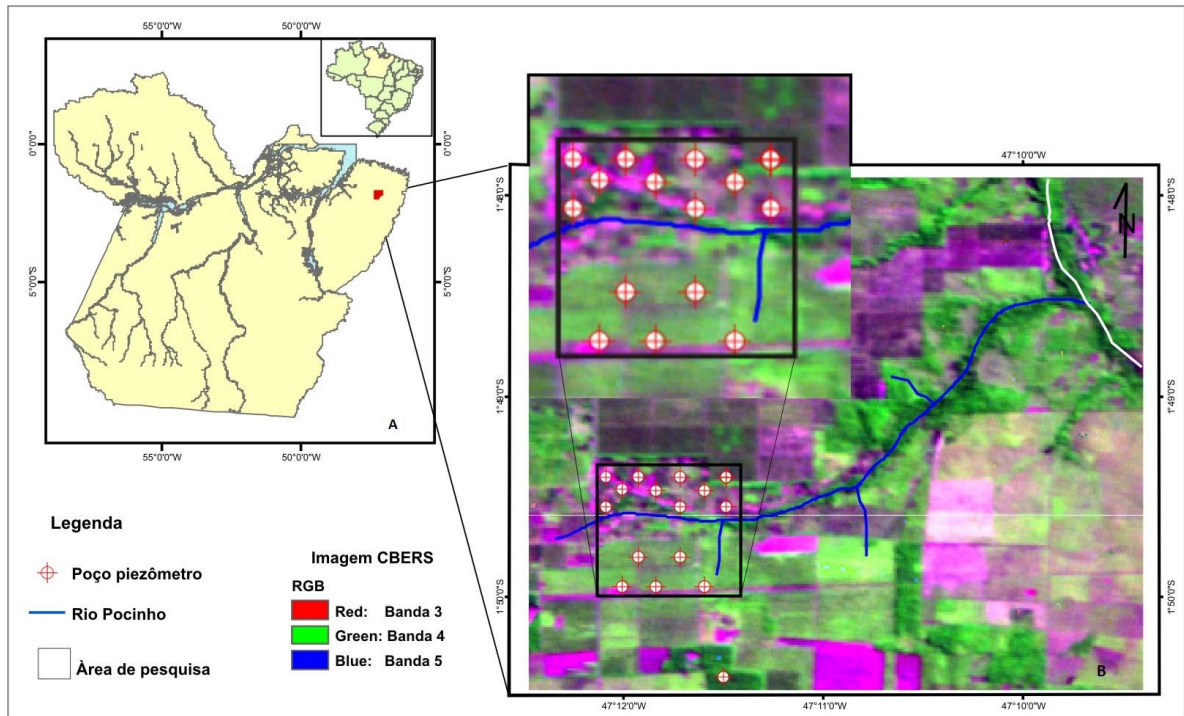 55°0'0"W
50°0'0"W
0°0'0"
0°0'0"
5°0'0"S
5°0'0"S
A
55°0'0"W
50°0'0"W
47°10'0"W
1°48'0"S
1°48'0"S
N
1°49'0"S
1°49'0"S
1°50'0"S
1°50'0"S
B
47°12'0"W
47°11'0"W
47°10'0"W
Legenda
Poço piezômetro
Rio Pocinho
Àrea de pesquisa
Imagem CBERS
RGB
Red: Banda 3
Green: Banda 4
Blue: Banda 5